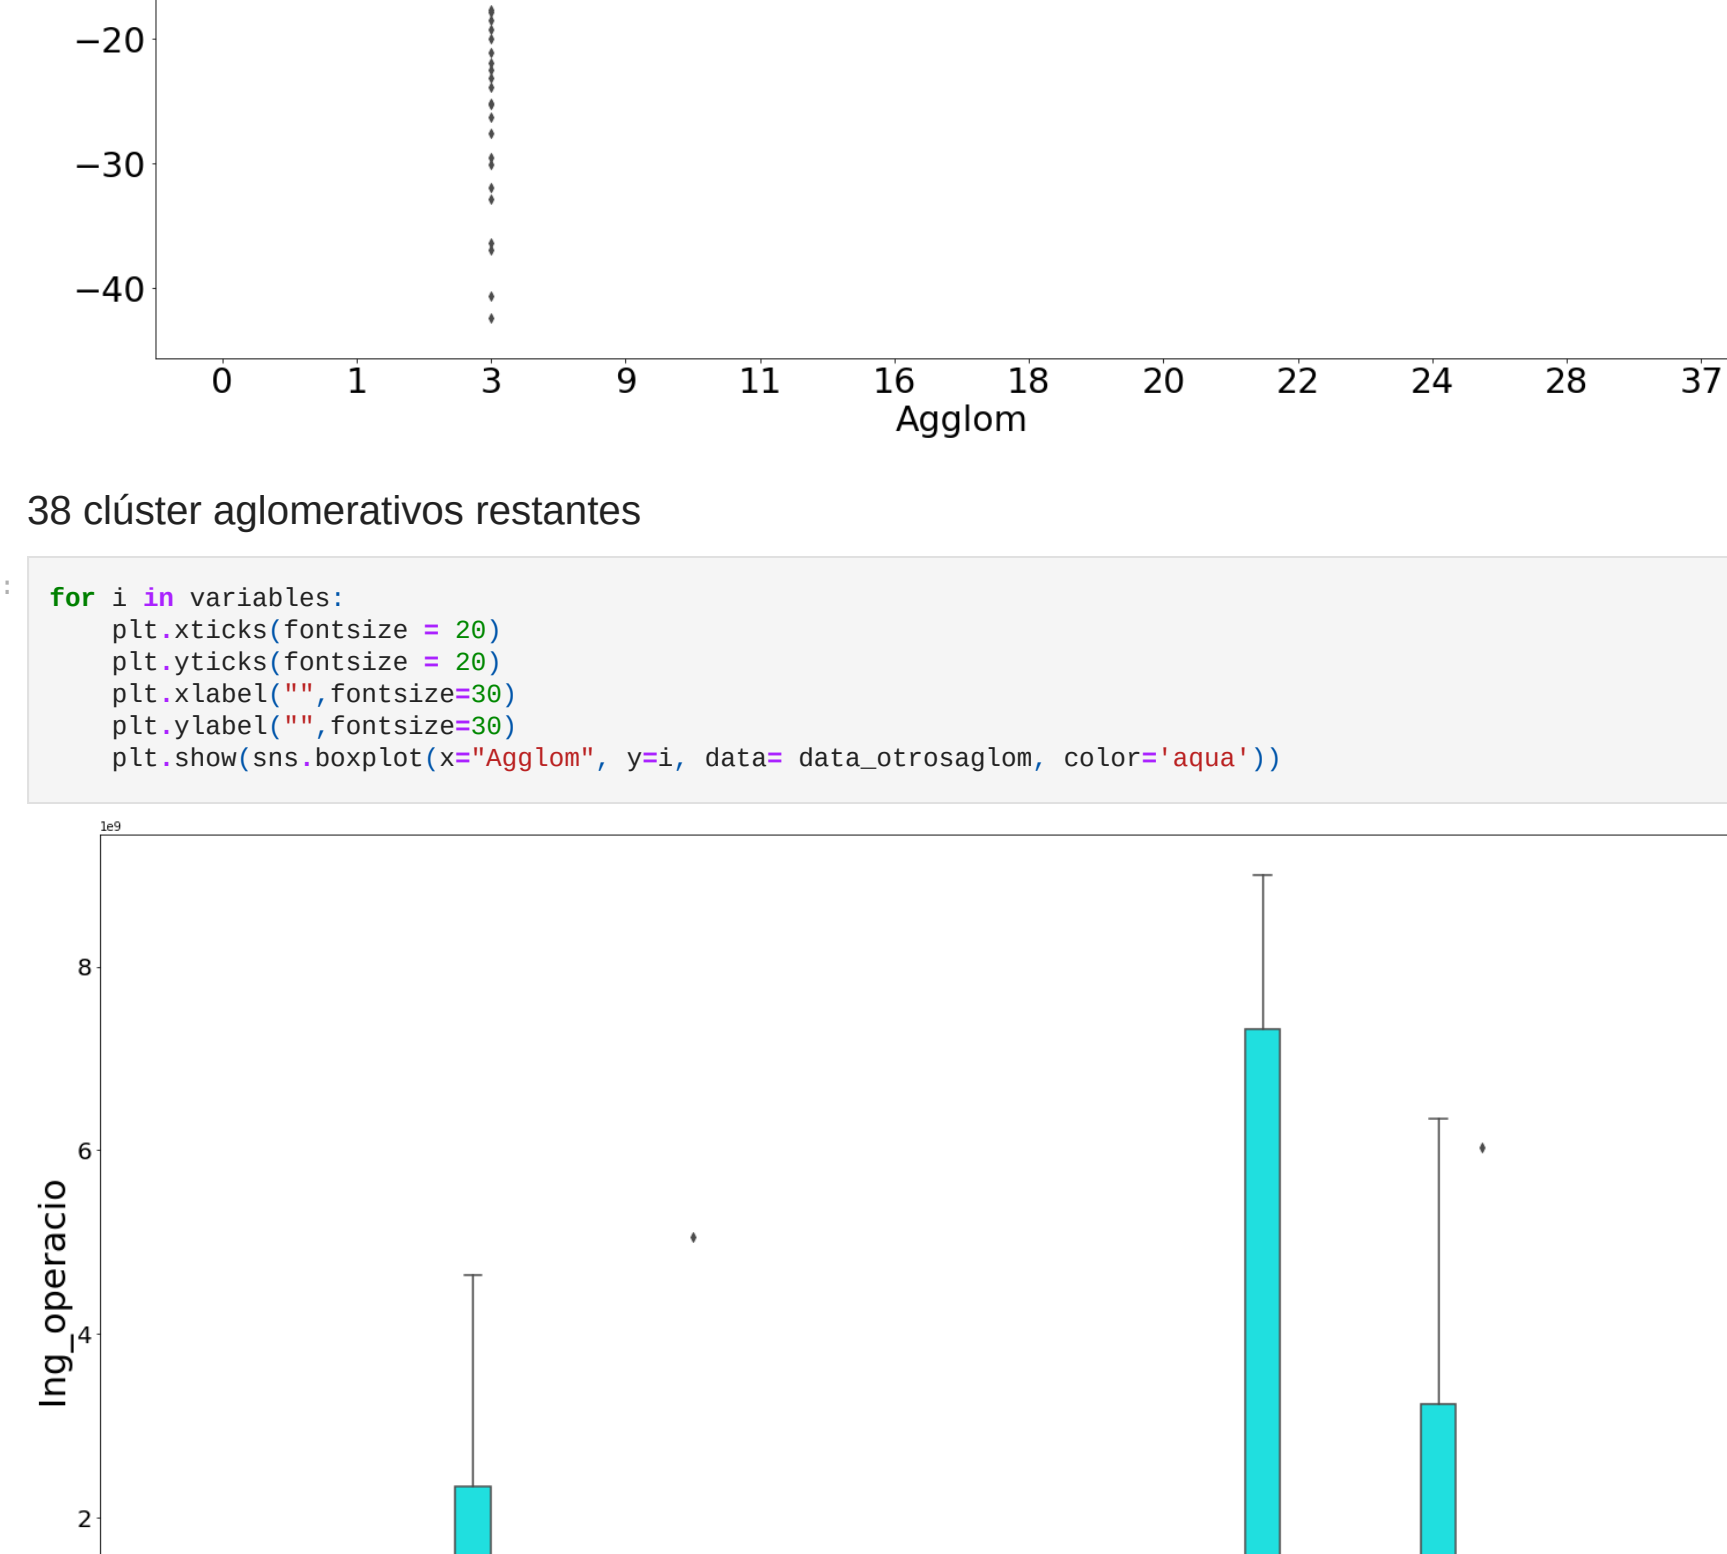 −20
−30
−40
0 1 3 9 11 16 18 20 22 24 28 37
Agglom
38 clúster aglomerativos restantes
:
for i in variables:
    plt.xticks(fontsize = 20)
    plt.yticks(fontsize = 20)
    plt.xlabel("",fontsize=30)
    plt.ylabel("",fontsize=30)
    plt.show(sns.boxplot(x="Agglom", y=i, data= data_otrosaglom, color='aqua'))
1e9
8
6
4
2
Ing_operacio